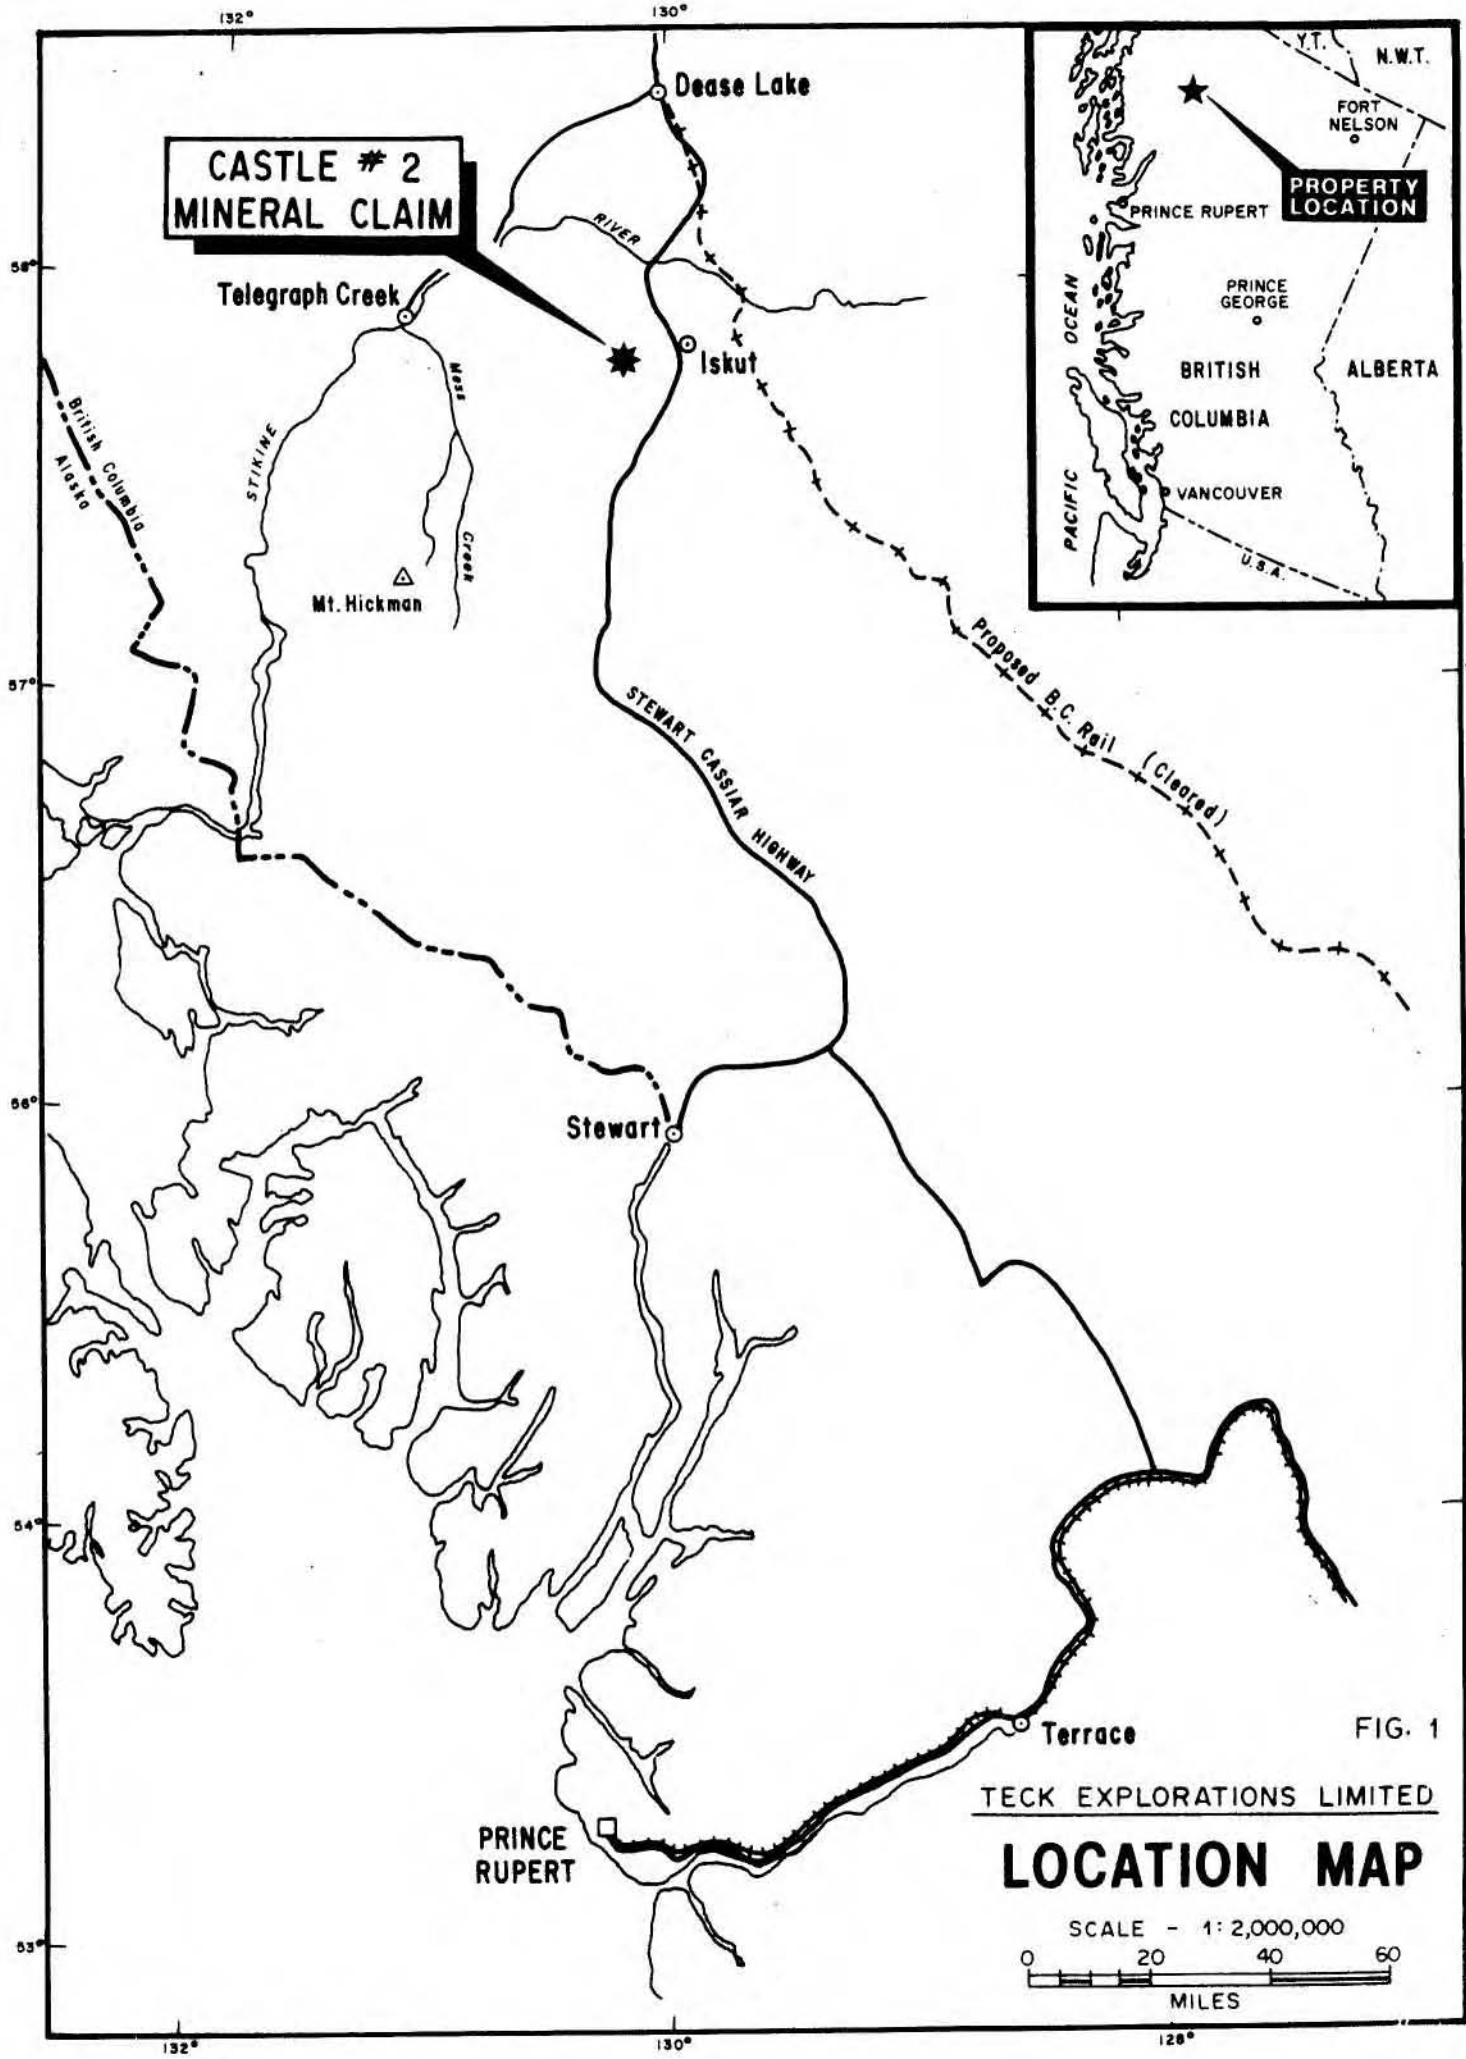 132°
130°
Dease Lake
CASTLE # 2
MINERAL CLAIM
RIVER
58°
Telegraph Creek
Iskut
Mess
Creek
British Columbia
Alaska
STIKINE
Mt. Hickman
57°
STEWART CASSIAR HIGHWAY
Proposed B.C. Rail (Cleared)
56°
Stewart
54°
Terrace
PRINCE
RUPERT
53°
132°
130°
128°
Y.T.
N.W.T.
FORT
NELSON
PROPERTY
LOCATION
PRINCE RUPERT
PRINCE
GEORGE
PACIFIC OCEAN
BRITISH
COLUMBIA
ALBERTA
VANCOUVER
U.S.A.
FIG. 1
TECK EXPLORATIONS LIMITED
LOCATION MAP
SCALE - 1:2,000,000
0 20 40 60
MILES